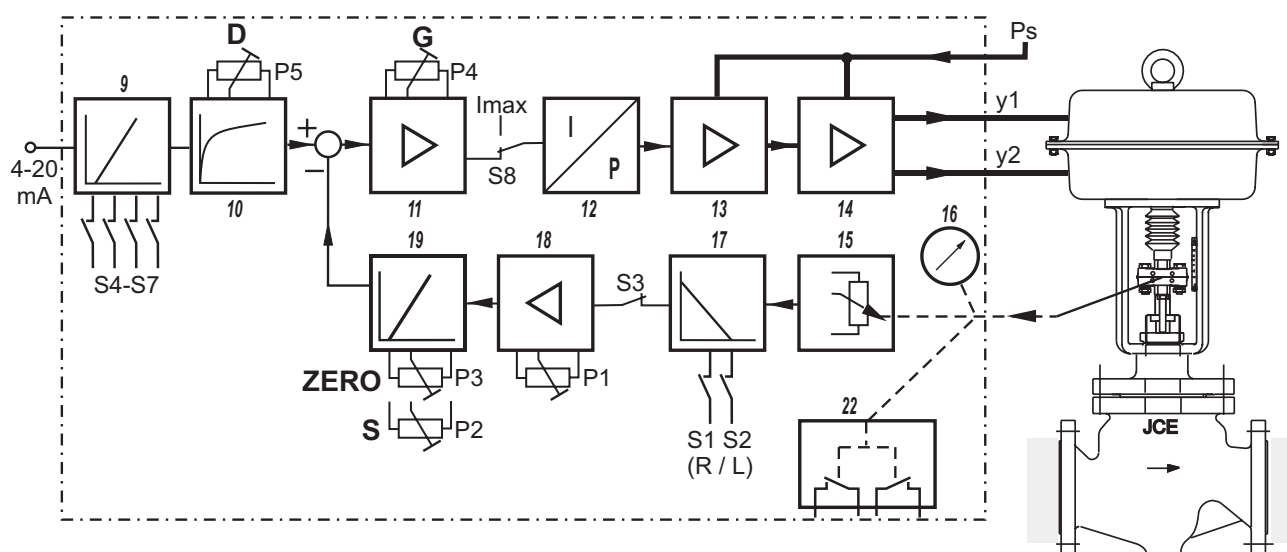 D
G
Ps
9
P5
P4
Imax
y1
4-20
mA
+
−
I
P
S8
y2
10
11
12
13
14
16
S4-S7
19
18
17
15
S3
ZERO
P3
P1
S
P2
S1 S2
(R / L)
22
JCE